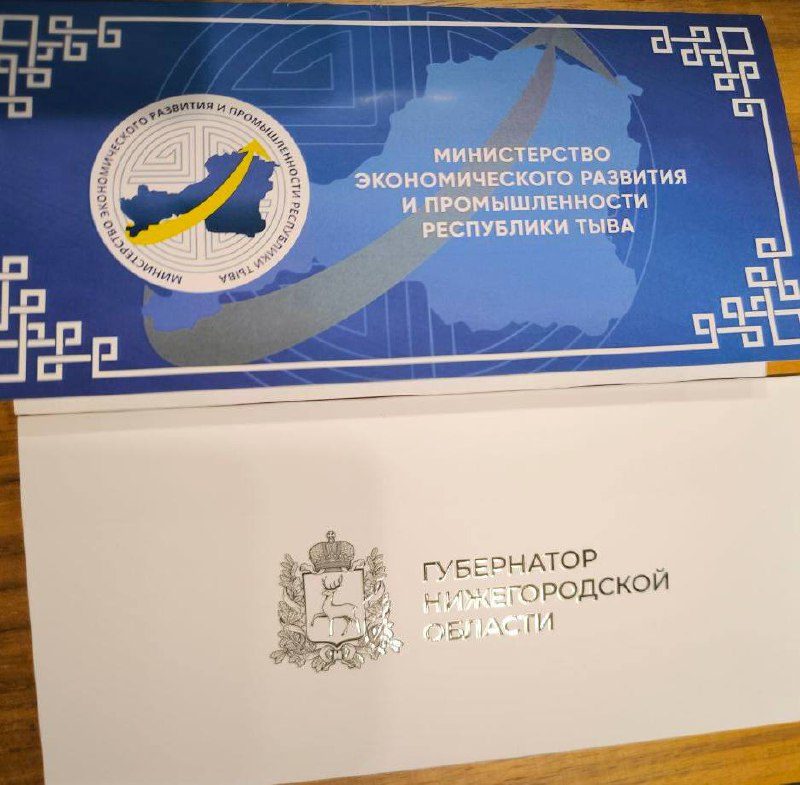 МИНИСТЕРСТВО ЭКОНОМИЧЕСКОГО РАЗВИТИЯ И ПРОМЫШЛЕННОСТИ РЕСПУБЛИКИ ТЫВА
МИНИСТЕРСТВО
ЭКОНОМИЧЕСКОГО РАЗВИТИЯ
И ПРОМЫШЛЕННОСТИ
РЕСПУБЛИКИ ТЫВА
ГУБЕРНАТОР
НИЖЕГОРОДСКОЙ
ОБЛАСТИ